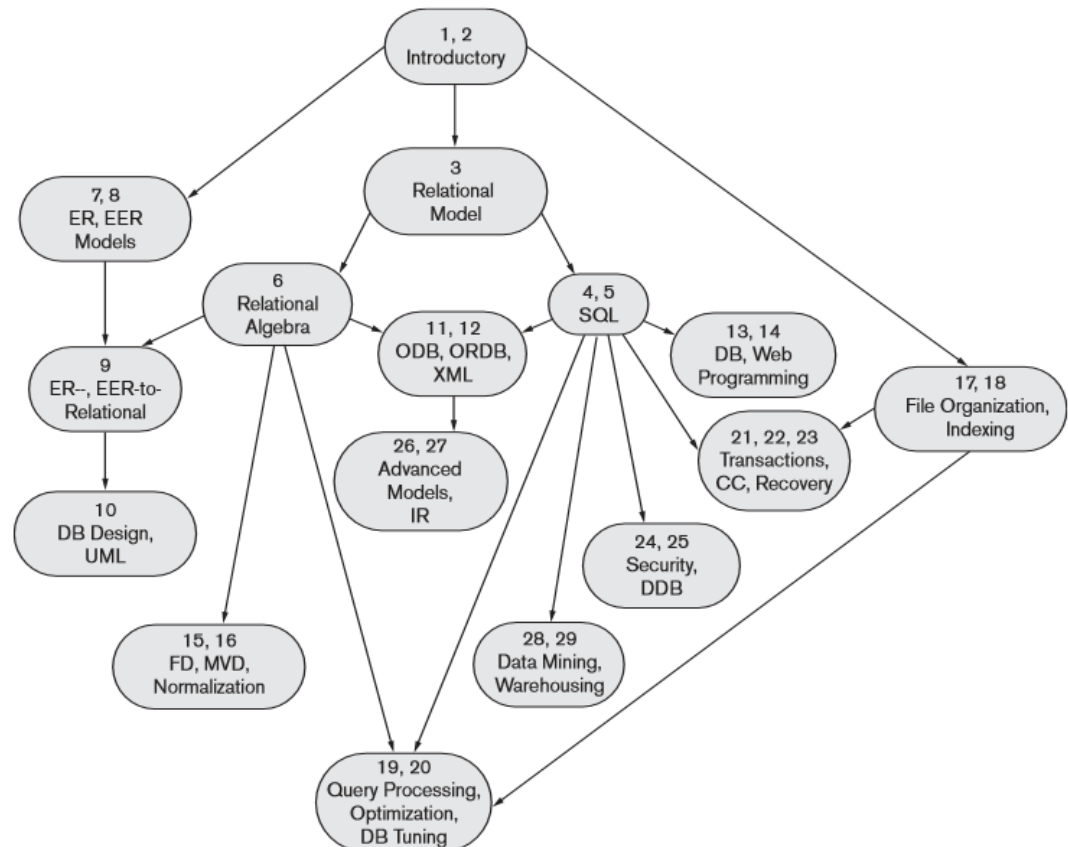 1, 2
Introductory
3
Relational
Model
7, 8
ER, EER
Models
6
Relational
Algebra
4, 5
SQL
11, 12
ODB, ORDB,
XML
13, 14
DB, Web
Programming
9
ER--, EER-to-
Relational
17, 18
File Organization,
Indexing
21, 22, 23
Transactions,
CC, Recovery
26, 27
Advanced
Models,
IR
10
DB Design,
UML
24, 25
Security,
DDB
15, 16
FD, MVD,
Normalization
28, 29
Data Mining,
Warehousing
19, 20
Query Processing,
Optimization,
DB Tuning